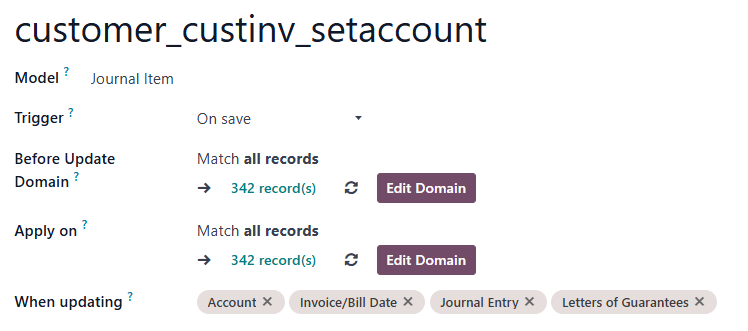 customer_custinv_setaccount
Model ? Journal Item
Trigger ? On save
Before Update Domain ? Match all records
→ 342 record(s) Edit Domain
Apply on ? Match all records
→ 342 record(s) Edit Domain
When updating ? Account × Invoice/Bill Date × Journal Entry × Letters of Guarantees ×